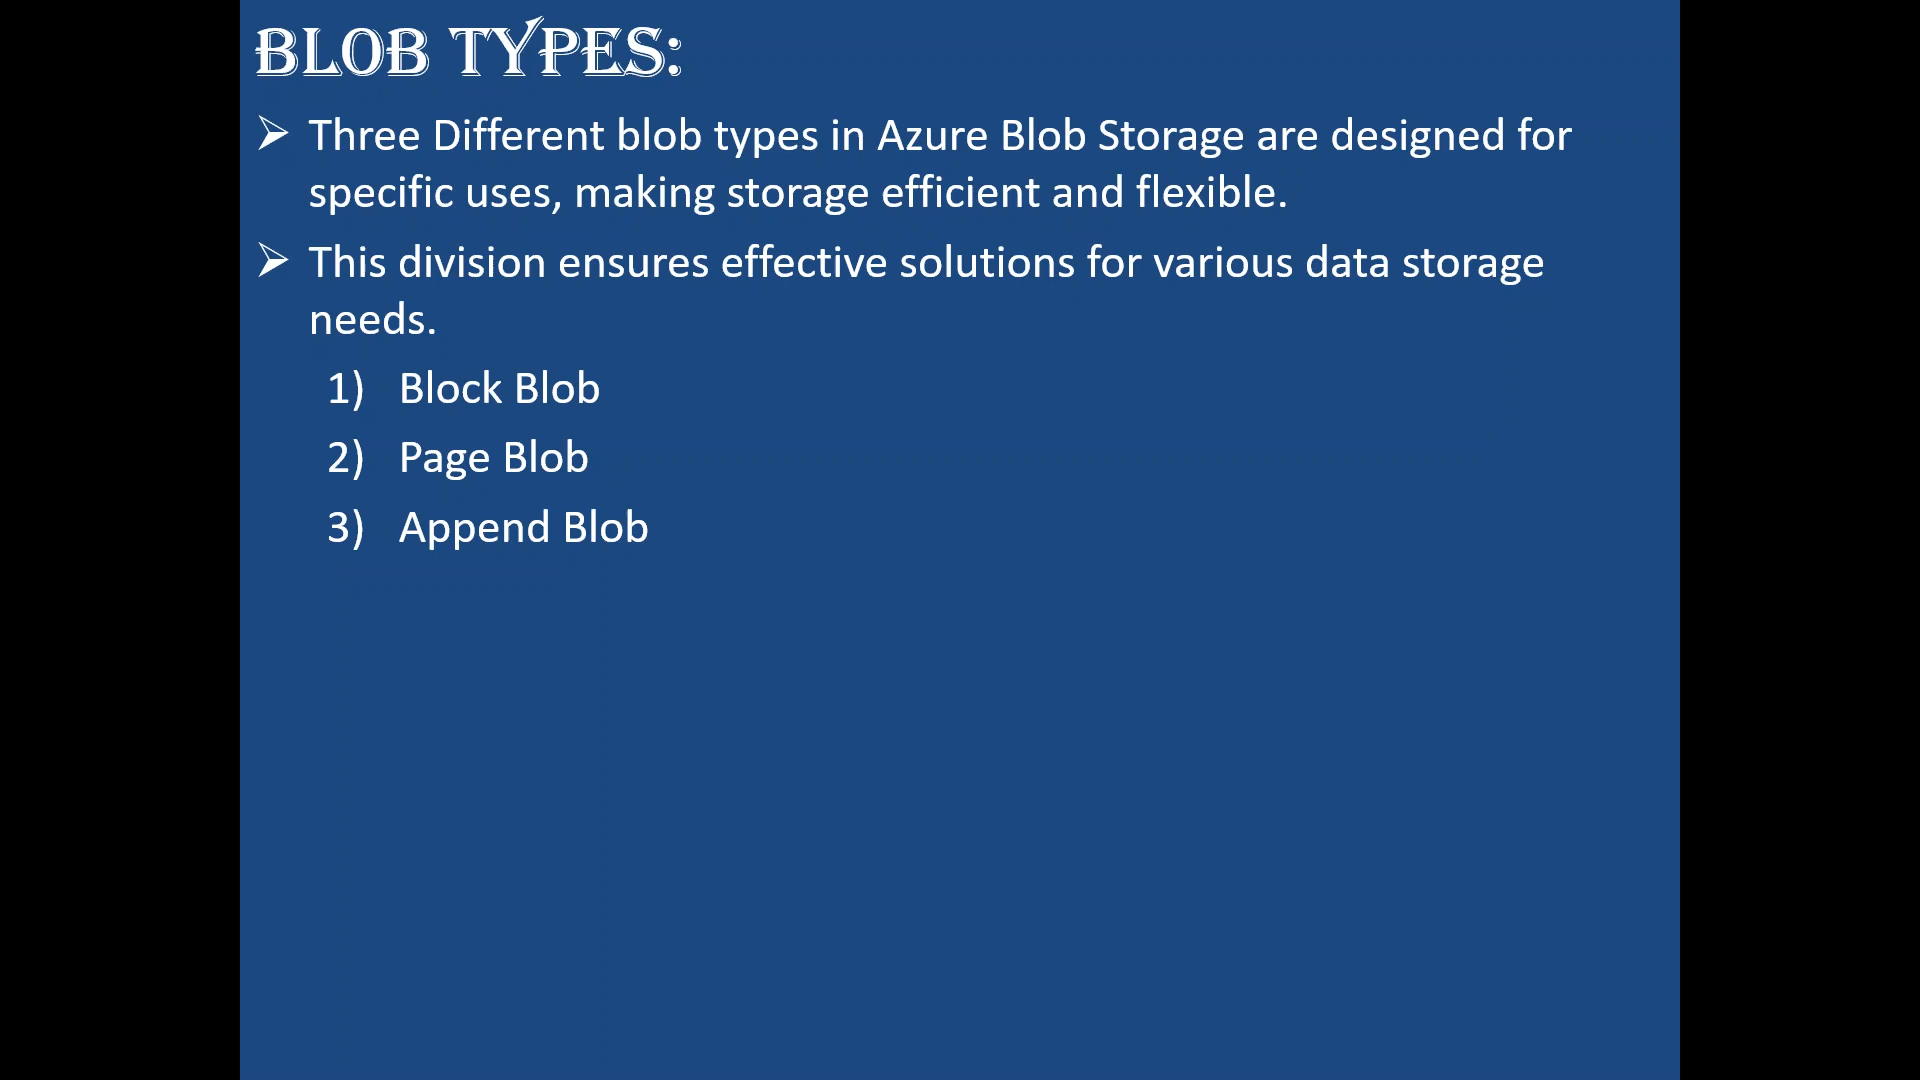 BLOB TYPES:
➢ Three Different blob types in Azure Blob Storage are designed for
specific uses, making storage efficient and flexible.
➢ This division ensures effective solutions for various data storage
needs.
1) Block Blob
2) Page Blob
3) Append Blob